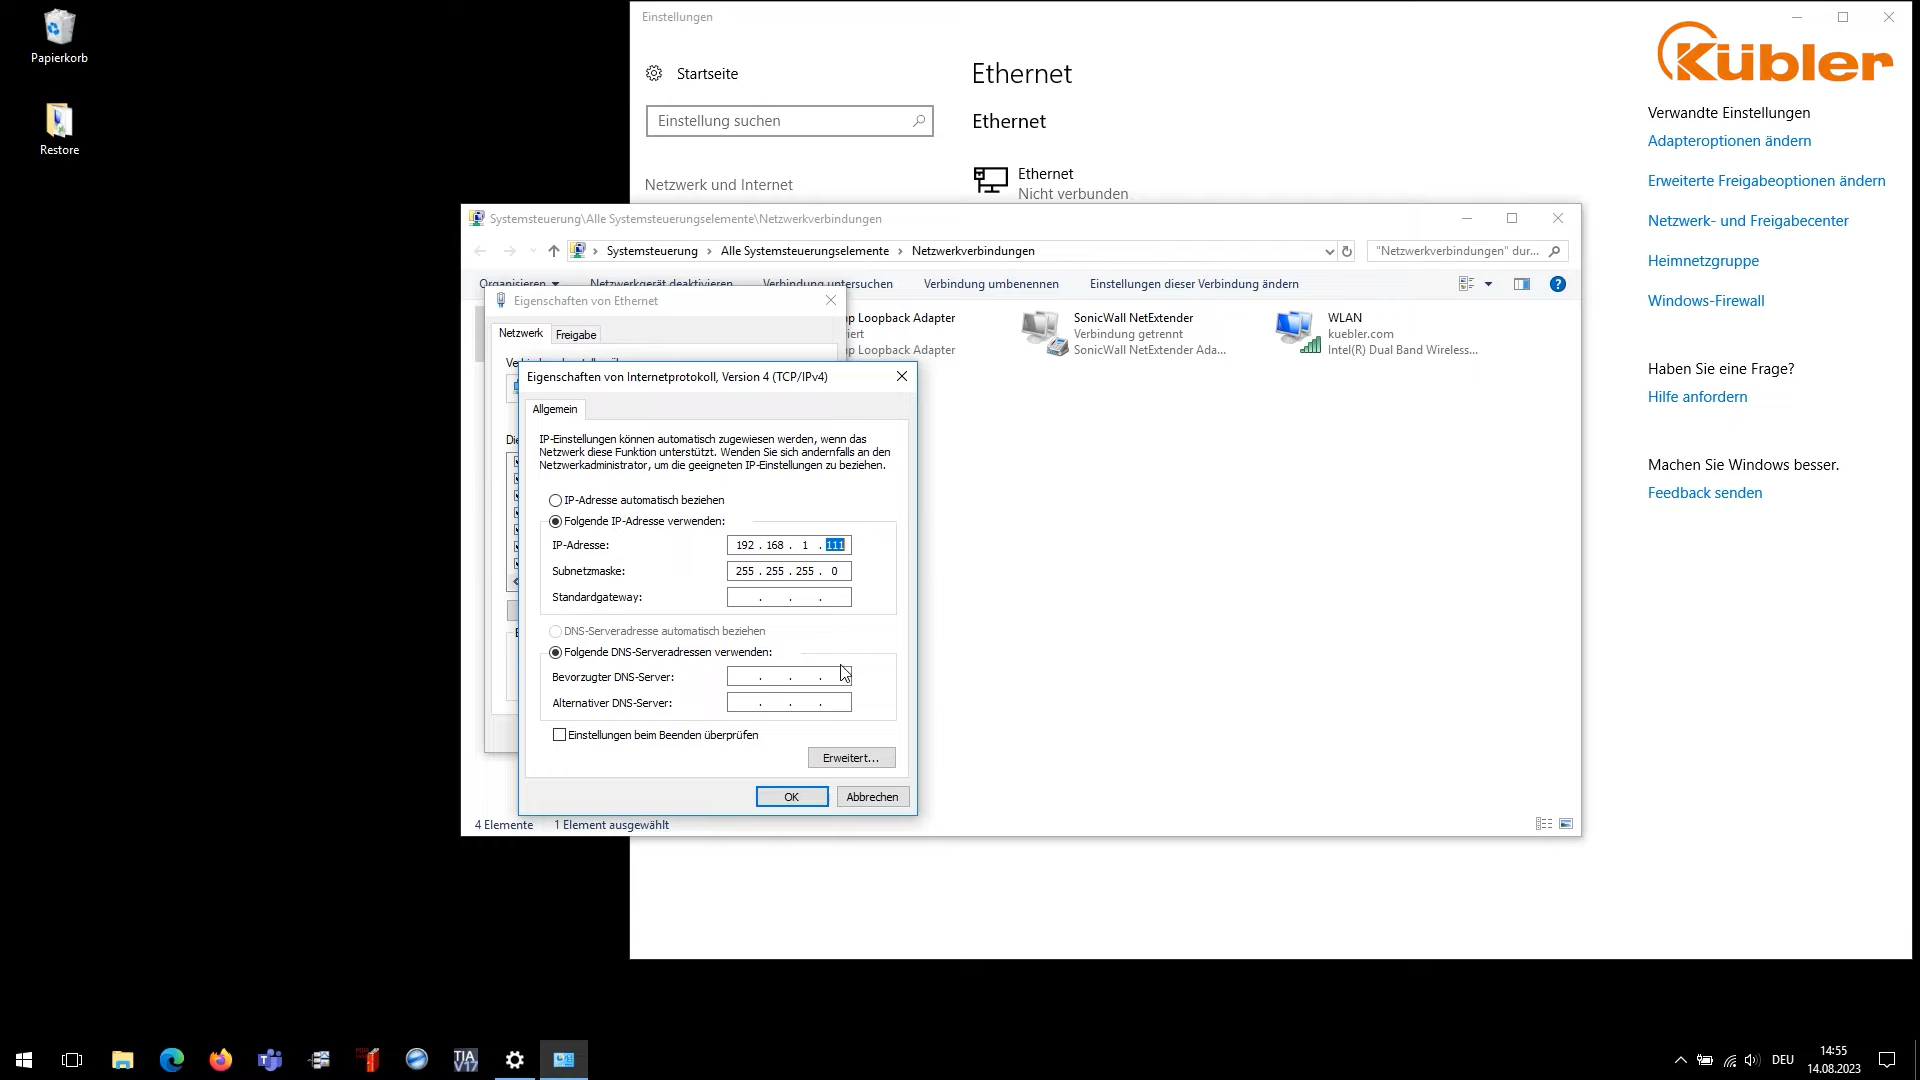 Papierkorb
Restore
Einstellungen
Startseite
Einstellung suchen
Netzwerk und Internet
Ethernet
Ethernet
Ethernet
Nicht verbunden
Kübler
Verwandte Einstellungen
Adapteroptionen ändern
Erweiterte Freigabeoptionen ändern
Netzwerk- und Freigabecenter
Heimnetzgruppe
Windows-Firewall
Haben Sie eine Frage?
Hilfe anfordern
Machen Sie Windows besser.
Feedback senden
Systemsteuerung\Alle Systemsteuerungselemente\Netzwerkverbindungen
Systemsteuerung > Alle Systemsteuerungselemente > Netzwerkverbindungen
"Netzwerkverbindungen" dur...
Organisieren Netzwerkgerät deaktivieren Verbindung untersuchen Verbindung umbenennen Einstellungen dieser Verbindung ändern
op Loopback Adapter
iert
op Loopback Adapter
SonicWall NetExtender
Verbindung getrennt
SonicWall NetExtender Ada...
WLAN
kuebler.com
Intel(R) Dual Band Wireless...
Eigenschaften von Ethernet
Netzwerk Freigabe
Eigenschaften von Internetprotokoll, Version 4 (TCP/IPv4)
Allgemein
IP-Einstellungen können automatisch zugewiesen werden, wenn das
Netzwerk diese Funktion unterstützt. Wenden Sie sich andernfalls an den
Netzwerkadministrator, um die geeigneten IP-Einstellungen zu beziehen.
IP-Adresse automatisch beziehen
Folgende IP-Adresse verwenden:
IP-Adresse: 192 . 168 . 1 . 111
Subnetzmaske: 255 . 255 . 255 . 0
Standardgateway: . . .
DNS-Serveradresse automatisch beziehen
Folgende DNS-Serveradressen verwenden:
Bevorzugter DNS-Server: . . .
Alternativer DNS-Server: . . .
Einstellungen beim Beenden überprüfen
Erweitert...
OK Abbrechen
4 Elemente 1 Element ausgewählt
TIA
V17
DEU
14:55
14.08.2023